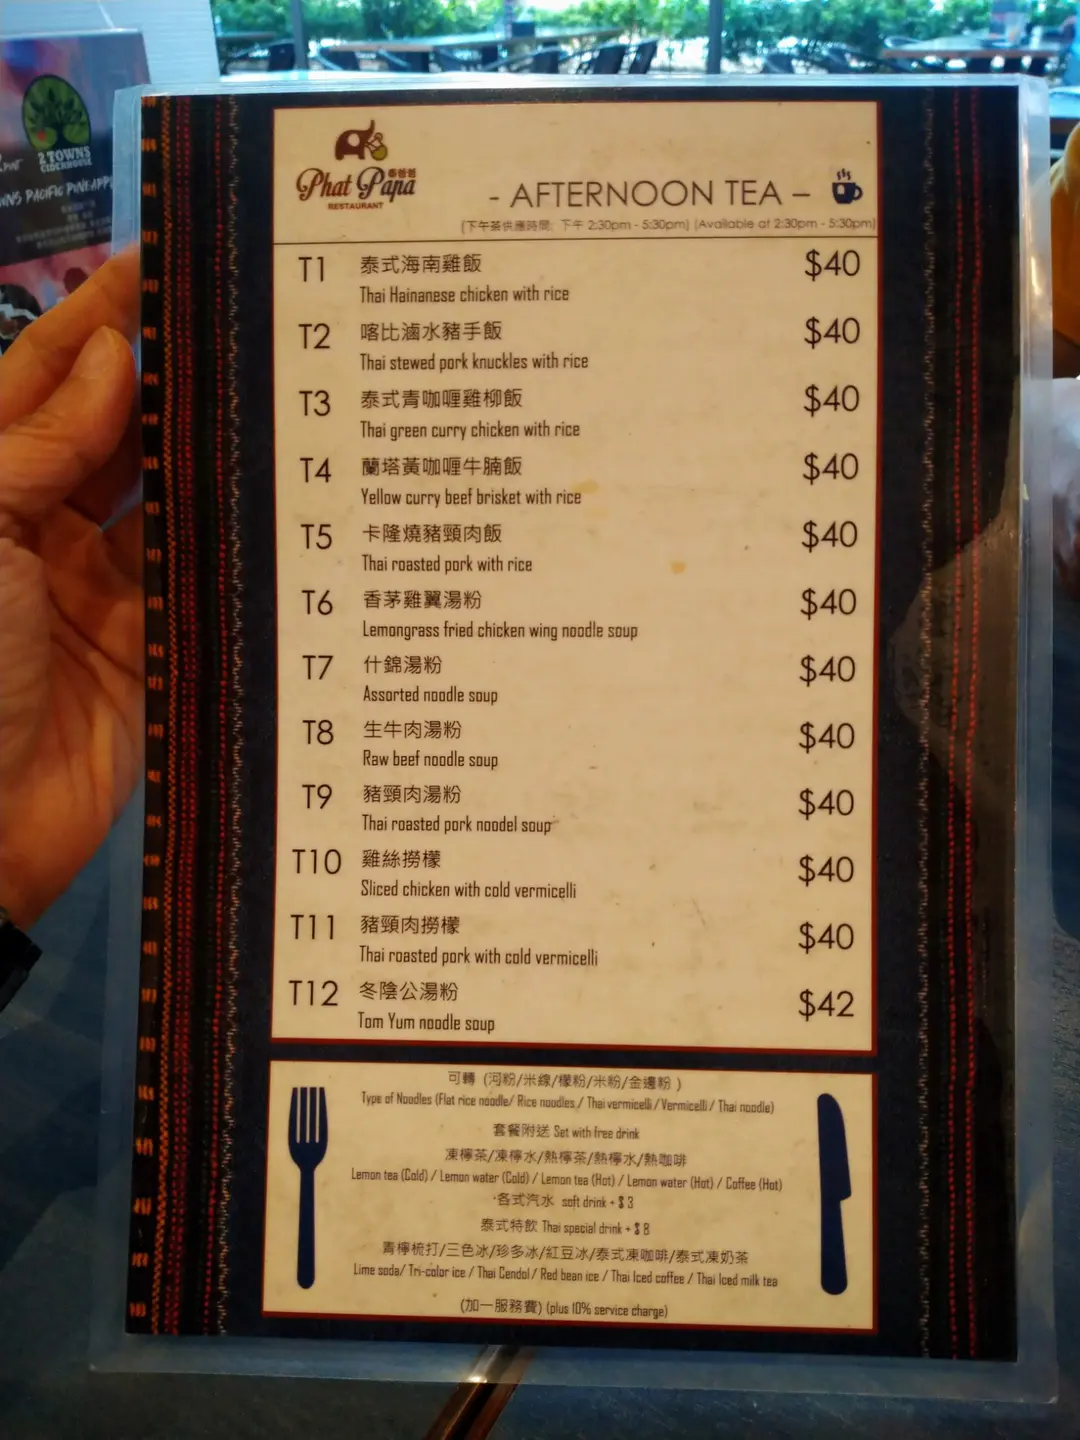 2 TOWNS
CIDERHOUSE
泰爸爸
Phat Papa
RESTAURANT
- AFTERNOON TEA -
(下午茶供應時間: 下午 2:30pm - 5:30pm) (Available at 2:30pm - 5:30pm)
T1 泰式海南雞飯 $40
Thai Hainanese chicken with rice
T2 喀比滷水豬手飯 $40
Thai stewed pork knuckles with rice
T3 泰式青咖喱雞柳飯 $40
Thai green curry chicken with rice
T4 蘭塔黃咖喱牛腩飯 $40
Yellow curry beef brisket with rice
T5 卡隆燒豬頸肉飯 $40
Thai roasted pork with rice
T6 香茅雞翼湯粉 $40
Lemongrass fried chicken wing noodle soup
T7 什錦湯粉 $40
Assorted noodle soup
T8 生牛肉湯粉 $40
Raw beef noodle soup
T9 豬頸肉湯粉 $40
Thai roasted pork noodel soup
T10 雞絲撈檬 $40
Sliced chicken with cold vermicelli
T11 豬頸肉撈檬 $40
Thai roasted pork with cold vermicelli
T12 冬陰公湯粉 $42
Tom Yum noodle soup
可轉 (河粉/米線/檬粉/米粉/金邊粉 )
Type of Noodles (Flat rice noodle/ Rice noodles / Thai vermicelli / Vermicelli / Thai noodle)
套餐附送 Set with free drink
凍檸茶/凍檸水/熱檸茶/熱檸水/熱咖啡
Lemon tea (Cold) / Lemon water (Cold) / Lemon tea (Hot) / Lemon water (Hot) / Coffee (Hot)
各式汽水 soft drink + $ 3
泰式特飲 Thai special drink + $ 8
青檸梳打/三色冰/珍多冰/紅豆冰/泰式凍咖啡/泰式凍奶茶
Lime soda/ Tri-color ice / Thai Cendol / Red bean ice / Thai Iced coffee / Thai Iced milk tea
(加一服務費) (plus 10% service charge)